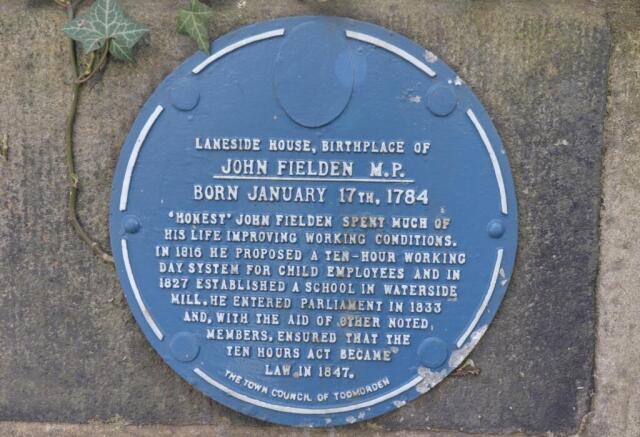 LANESIDE HOUSE, BIRTHPLACE OF
JOHN FIELDEN M.P.
BORN JANUARY 17TH, 1784
'HONEST' JOHN FIELDEN SPENT MUCH OF
HIS LIFE IMPROVING WORKING CONDITIONS.
IN 1816 HE PROPOSED A TEN-HOUR WORKING
DAY SYSTEM FOR CHILD EMPLOYEES AND IN
1827 ESTABLISHED A SCHOOL IN WATERSIDE
MILL. HE ENTERED PARLIAMENT IN 1833
AND, WITH THE AID OF OTHER NOTED,
MEMBERS, ENSURED THAT THE
TEN HOURS ACT BECAME
LAW IN 1847.
THE TOWN COUNCIL OF TODMORDEN